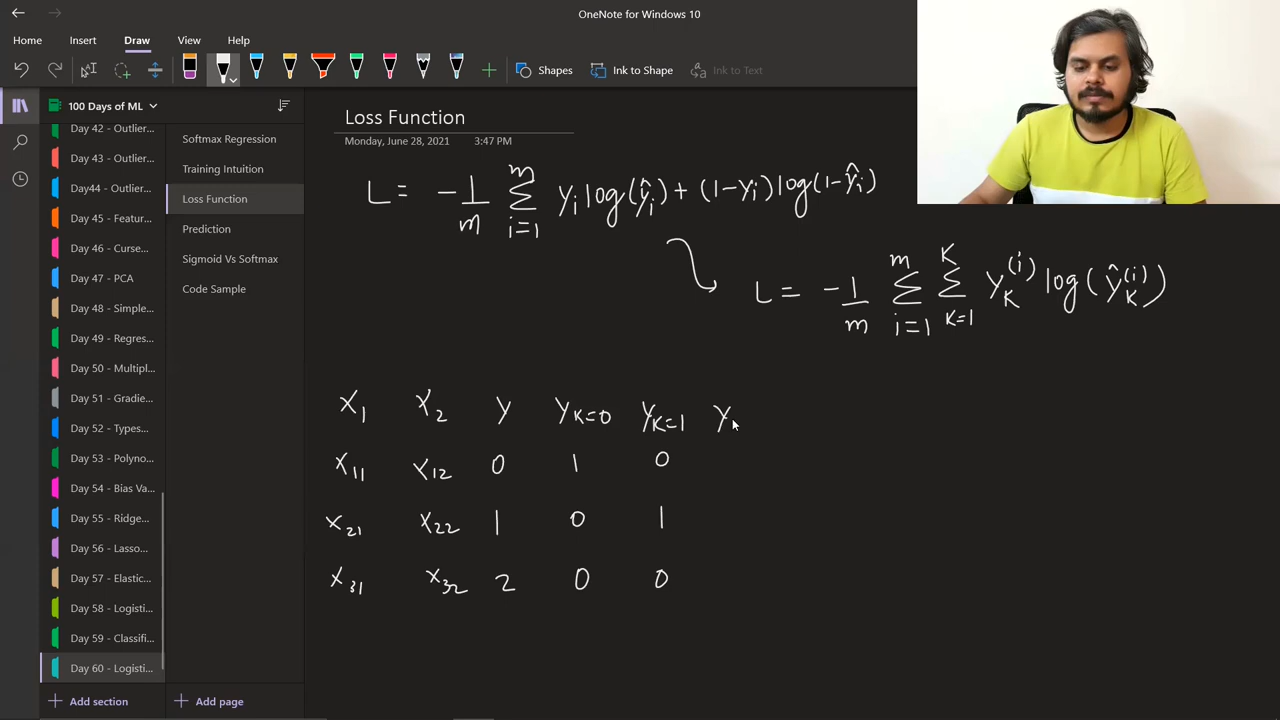 OneNote for Windows 10
Home Insert Draw View Help
Shapes Ink to Shape Ink to Text
100 Days of ML
Day 42 - Outlier...
Day 43 - Outlier...
Day44 - Outlier...
Day 45 - Featur...
Day 46 - Curse...
Day 47 - PCA
Day 48 - Simple...
Day 49 - Regres...
Day 50 - Multipl...
Day 51 - Gradie...
Day 52 - Types...
Day 53 - Polyno...
Day 54 - Bias Va...
Day 55 - Ridge...
Day 56 - Lasso...
Day 57 - Elastic...
Day 58 - Logisti...
Day 59 - Classifi...
Day 60 - Logisti...
Add section
Softmax Regression
Training Intuition
Loss Function
Prediction
Sigmoid Vs Softmax
Code Sample
Add page
Loss Function
Monday, June 28, 2021 3:47 PM
L = -1/m Σ_{i=1}^{m} y_i log(ŷ_i) + (1-y_i) log(1-ŷ_i)
L = -1/m Σ_{i=1}^{m} Σ_{K=1}^{K} y_K^{(i)} log(ŷ_K^{(i)})
X₁ X₂ y y_{K=0} y_{K=1} y
x₁₁ x₁₂ 0 1 0
x₂₁ x₂₂ 1 0 1
x₃₁ x₃₂ 2 0 0